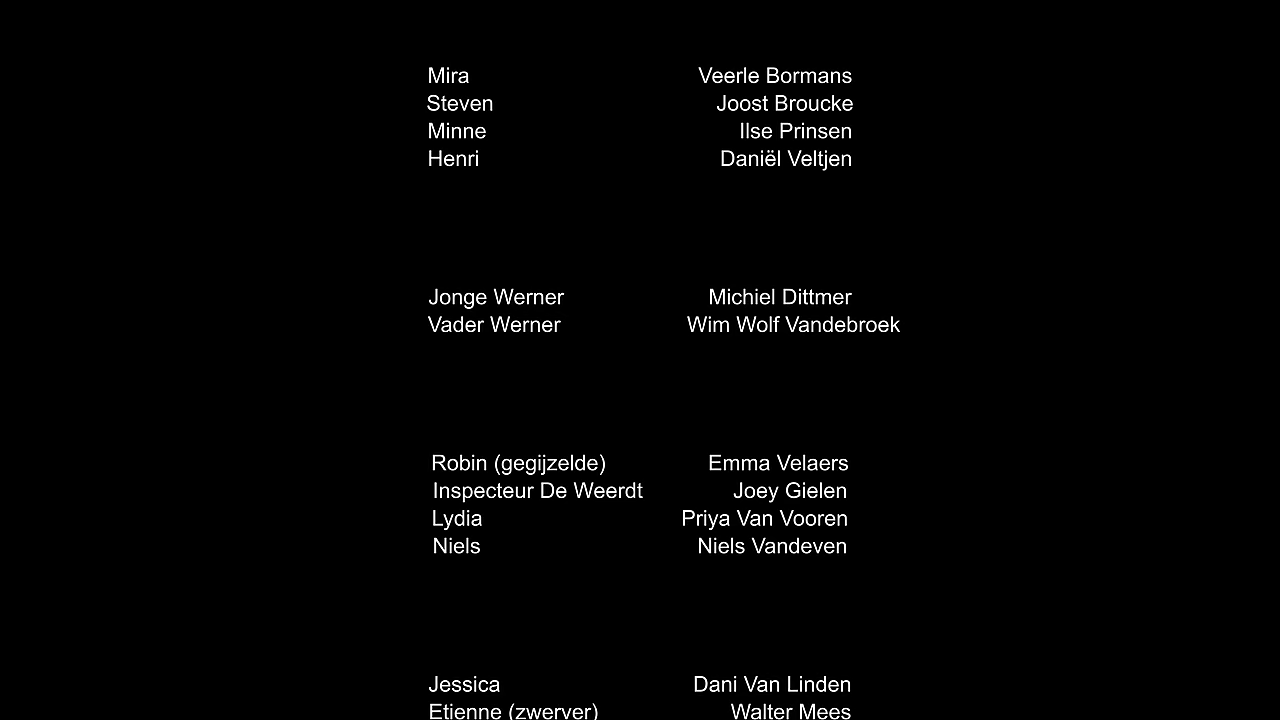 Mira Veerle Bormans
Steven Joost Broucke
Minne Ilse Prinsen
Henri Daniël Veltjen
Jonge Werner Michiel Dittmer
Vader Werner Wim Wolf Vandebroek
Robin (gegijzelde) Emma Velaers
Inspecteur De Weerdt Joey Gielen
Lydia Priya Van Vooren
Niels Niels Vandeven
Jessica Dani Van Linden
Etienne (zwerver) Walter Mees